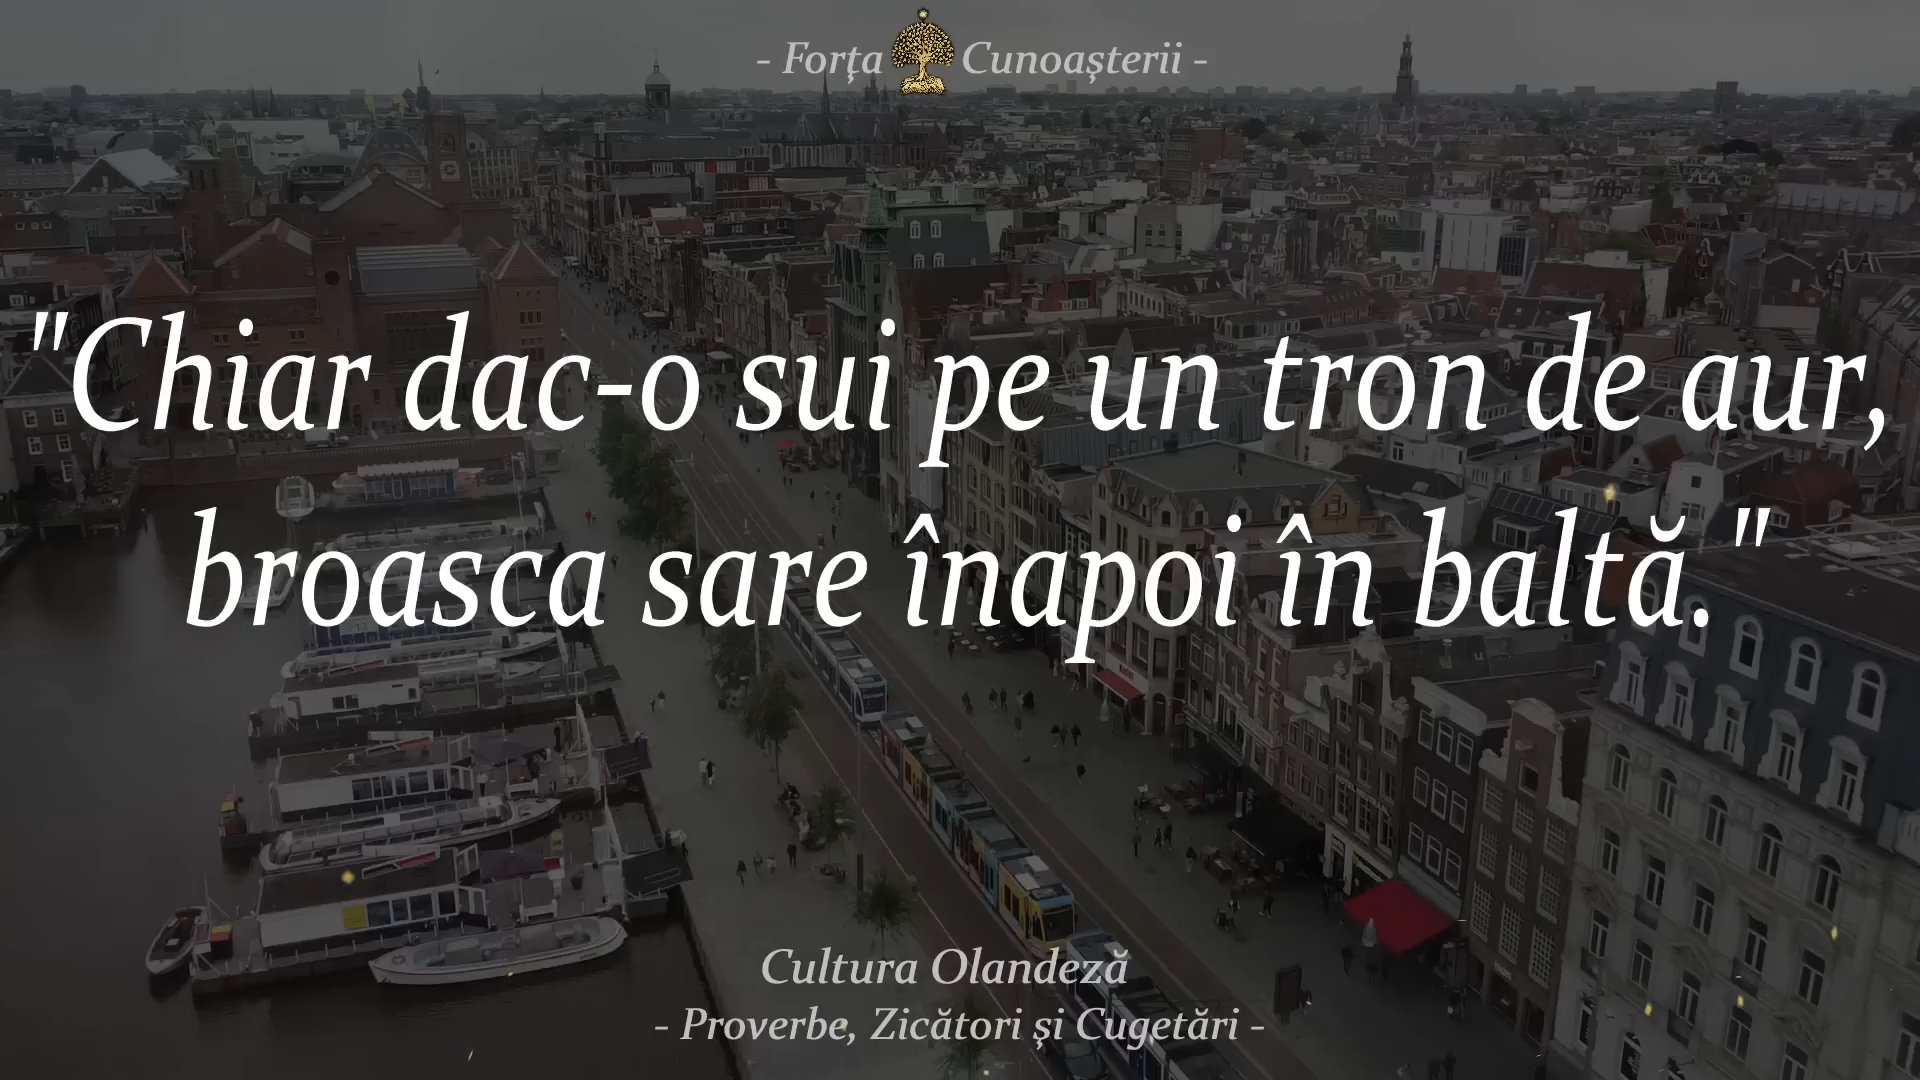 - Forța Cunoașterii -
"Chiar dac-o sui pe un tron de aur,
broasca sare înapoi în baltă."
Cultura Olandeză
- Proverbe, Zicători și Cugetări -